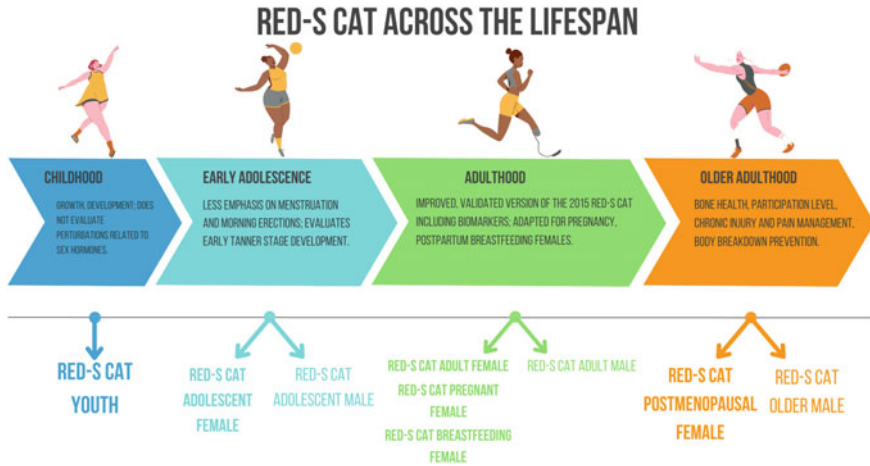 RED-S CAT ACROSS THE LIFESPAN
CHILDHOOD
GROWTH, DEVELOPMENT; DOES
NOT EVALUATE
PERTURBATIONS RELATED TO
SEX HORMONES.
EARLY ADOLESCENCE
LESS EMPHASIS ON MENSTRUATION
AND MORNING ERECTIONS; EVALUATES
EARLY TANNER STAGE DEVELOPMENT.
ADULTHOOD
IMPROVED, VALIDATED VERSION OF THE 2015 RED-S CAT
INCLUDING BIOMARKERS; ADAPTED FOR PREGNANCY,
POSTPARTUM BREASTFEEDING FEMALES.
OLDER ADULTHOOD
BONE HEALTH, PARTICIPATION LEVEL,
CHRONIC INJURY AND PAIN MANAGEMENT,
BODY BREAKDOWN PREVENTION.
RED-S CAT
YOUTH
RED-S CAT
ADOLESCENT
FEMALE
RED-S CAT
ADOLESCENT MALE
RED-S CAT ADULT FEMALE
RED-S CAT PREGNANT
FEMALE
RED-S CAT BREASTFEEDING
FEMALE
RED-S CAT ADULT MALE
RED-S CAT
POSTMENOPAUSAL
FEMALE
RED-S CAT
OLDER MALE